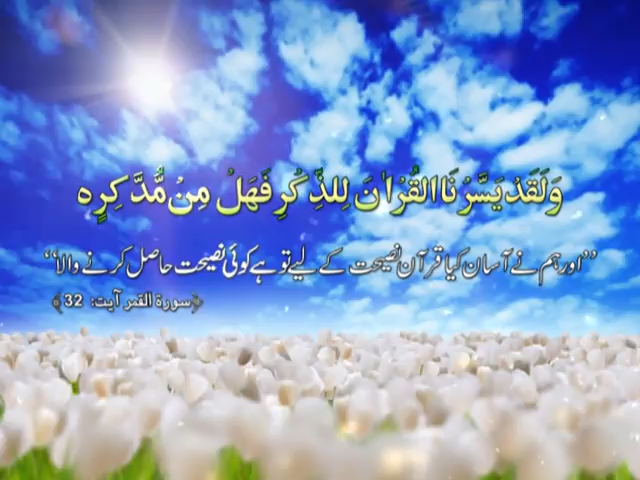 وَلَقَدْ يَسَّرْنَا الْقُرْاٰنَ لِلذِّكْرِ فَهَلْ مِنْ مُّدَّكِرٍه
’’اور ہم نے آسان کیا قرآن نصیحت کے لیے تو ہے کوئی نصیحت حاصل کرنے والا‘‘
﴿سورة القمر آیت: 32﴾